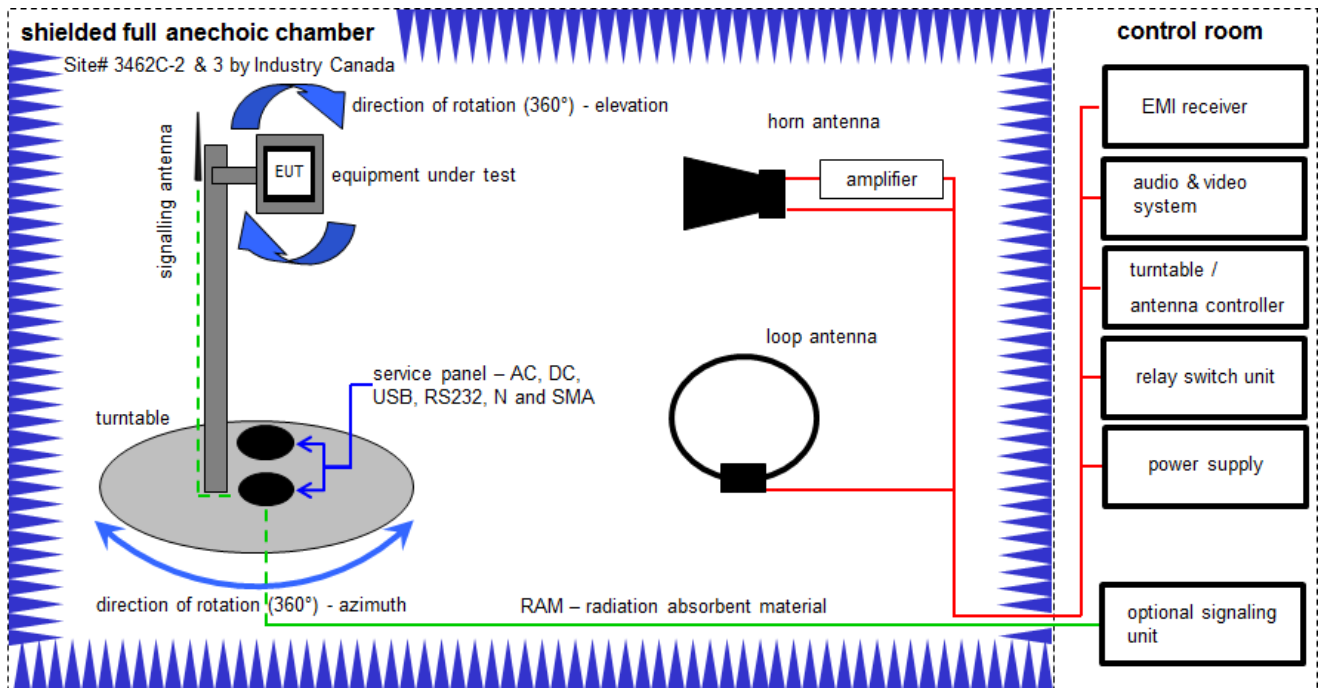 shielded full anechoic chamber
Site# 3462C-2 & 3 by Industry Canada
direction of rotation (360°) - elevation
signalling antenna
EUT
equipment under test
horn antenna
amplifier
loop antenna
service panel – AC, DC,
USB, RS232, N and SMA
turntable
direction of rotation (360°) - azimuth
RAM – radiation absorbent material
control room
EMI receiver
audio & video
system
turntable /
antenna controller
relay switch unit
power supply
optional signaling
unit